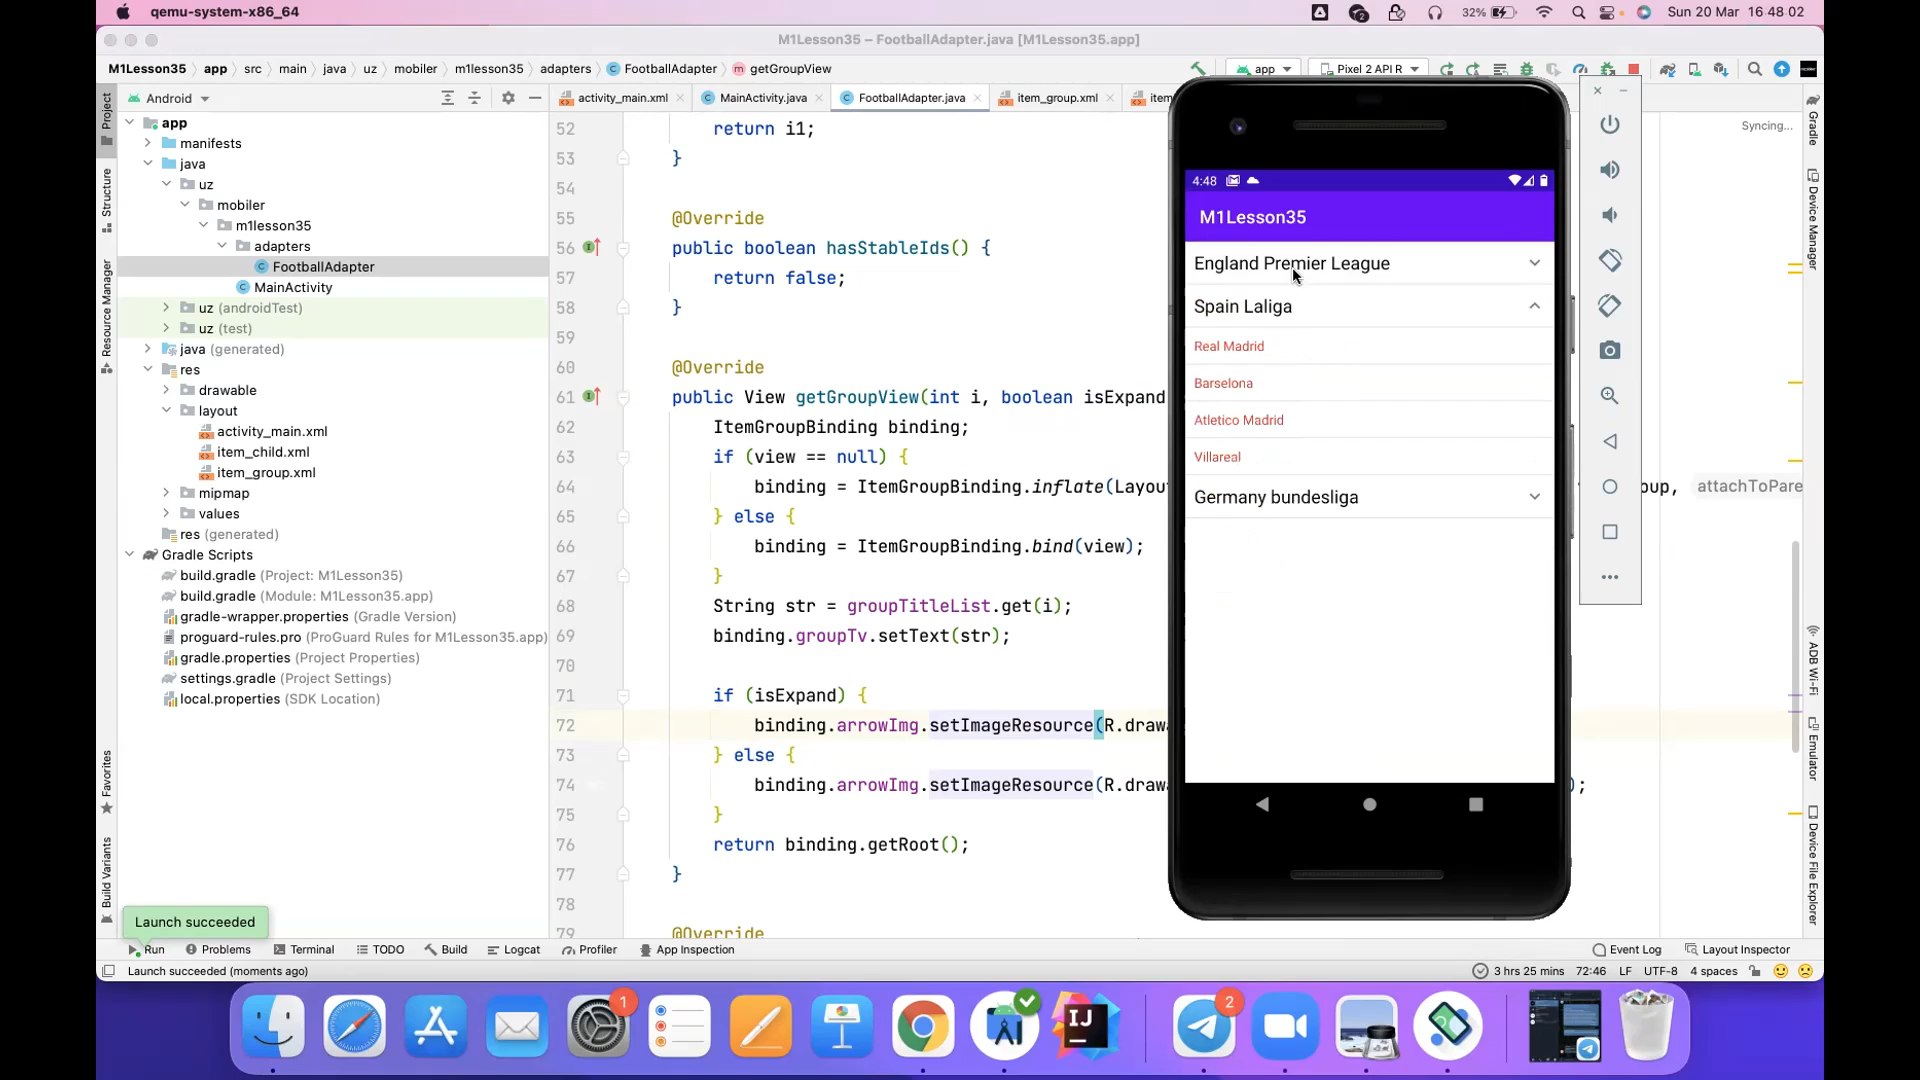 qemu-system-x86_64
2
32%
Sun 20 Mar 16:48:02
M1Lesson35 – FootballAdapter.java [M1Lesson35.app]
M1Lesson35
app
src
main
java
uz
mobiler
m1lesson35
adapters
FootballAdapter
getGroupView
app
Pixel 2 API R
Android
activity_main.xml
MainActivity.java
FootballAdapter.java
item_group.xml
item
Project
Structure
Resource Manager
Favorites
Build Variants
app
manifests
java
uz
mobiler
m1lesson35
adapters
FootballAdapter
MainActivity
uz (androidTest)
uz (test)
java (generated)
res
drawable
layout
activity_main.xml
item_child.xml
item_group.xml
mipmap
values
res (generated)
Gradle Scripts
build.gradle (Project: M1Lesson35)
build.gradle (Module: M1Lesson35.app)
gradle-wrapper.properties (Gradle Version)
proguard-rules.pro (ProGuard Rules for M1Lesson35.app)
gradle.properties (Project Properties)
settings.gradle (Project Settings)
local.properties (SDK Location)
52 return i1;
53 }
54
55 @Override
56 public boolean hasStableIds() {
57 return false;
58 }
59
60 @Override
61 public View getGroupView(int i, boolean isExpand
62 ItemGroupBinding binding;
63 if (view == null) {
64 binding = ItemGroupBinding.inflate(Layou
oup, attachToPare
65 } else {
66 binding = ItemGroupBinding.bind(view);
67 }
68 String str = groupTitleList.get(i);
69 binding.groupTv.setText(str);
70
71 if (isExpand) {
72 binding.arrowImg.setImageResource(R.drawa
73 } else {
74 binding.arrowImg.setImageResource(R.drawa
);
75 }
76 return binding.getRoot();
77 }
78
79 @Override
4:48
M1Lesson35
England Premier League
Spain Laliga
Real Madrid
Barselona
Atletico Madrid
Villareal
Germany bundesliga
Syncing...
Gradle
Device Manager
ADB Wi-Fi
Emulator
Device File Explorer
Launch succeeded
Run
Problems
Terminal
TODO
Build
Logcat
Profiler
App Inspection
Event Log
Layout Inspector
Launch succeeded (moments ago)
3 hrs 25 mins
72:46
LF
UTF-8
4 spaces
1
IJ
2